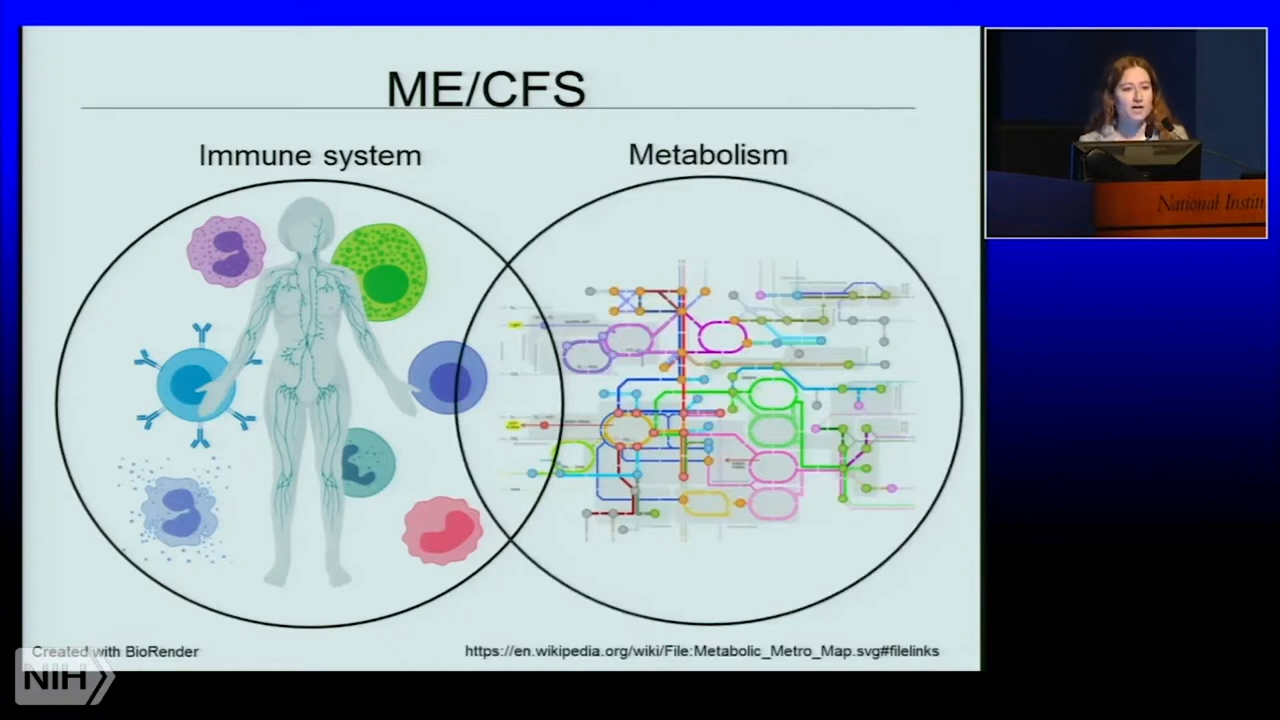 ME/CFS
Immune system
Metabolism
Created with BioRender
https://en.wikipedia.org/wiki/File:Metabolic_Metro_Map.svg#filelinks
NIH
National Instit